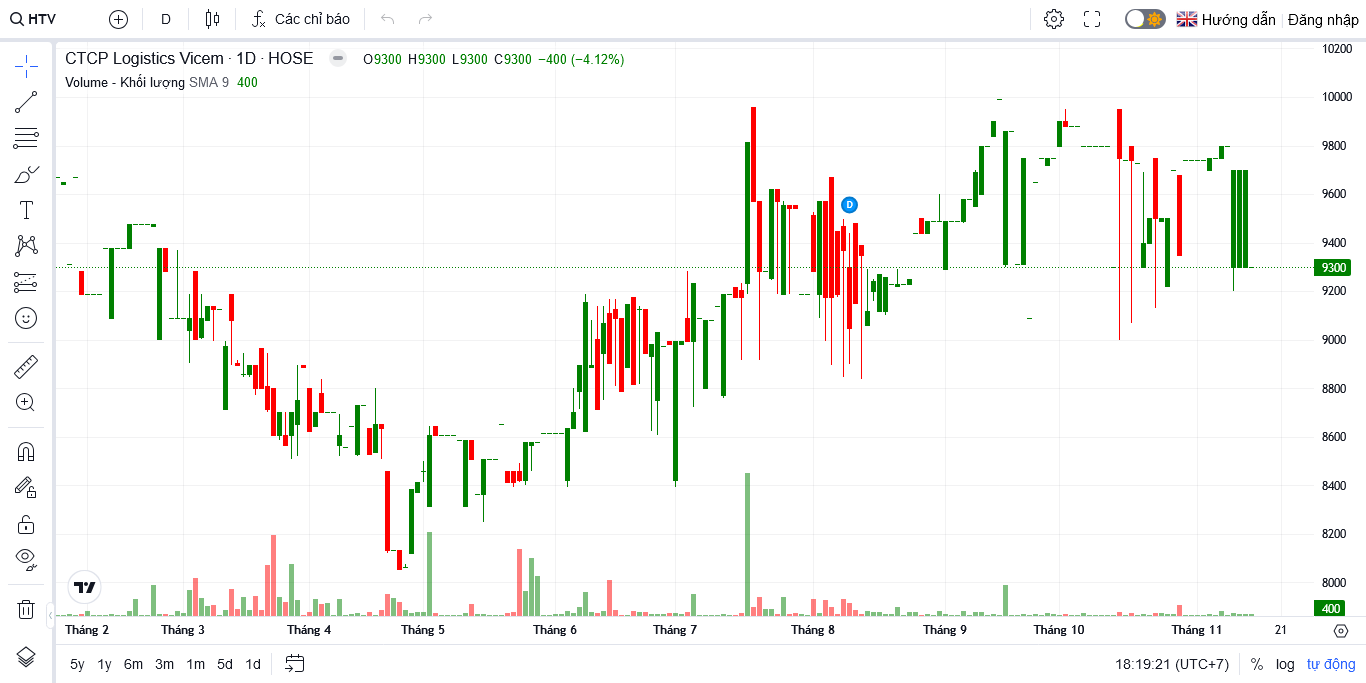 HTV D Các chỉ báo Hướng dẫn Đăng nhập
CTCP Logistics Vicem · 1D · HOSE O9300 H9300 L9300 C9300 −400 (−4.12%)
Volume - Khối lượng SMA 9 400
10200
10000
9800
9600
9400
9300
9200
9000
8800
8600
8400
8200
8000
400
D
T
Tháng 2 Tháng 3 Tháng 4 Tháng 5 Tháng 6 Tháng 7 Tháng 8 Tháng 9 Tháng 10 Tháng 11 21
5y 1y 6m 3m 1m 5d 1d 18:19:21 (UTC+7) % log tự động